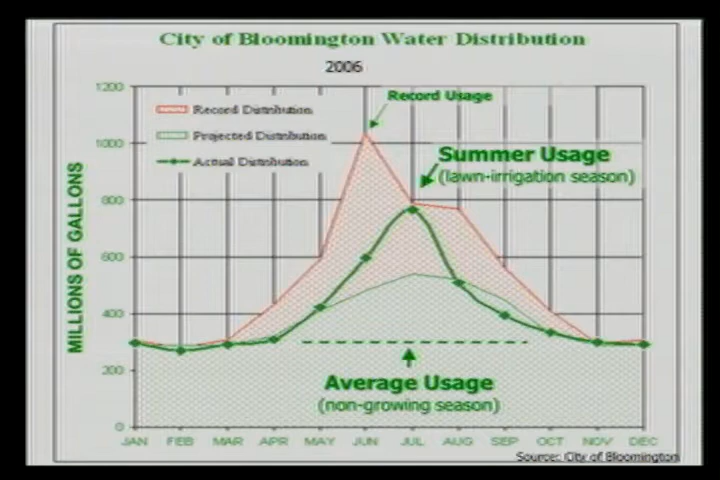 City of Bloomington Water Distribution
2006
1200
1000
800
600
400
200
0
MILLIONS OF GALLONS
Record Distribution
Projected Distribution
Actual Distribution
Record Usage
Summer Usage
(lawn-irrigation season)
Average Usage
(non-growing season)
JAN FEB MAR APR MAY JUN JUL AUG SEP OCT NOV DEC
Source: City of Bloomington